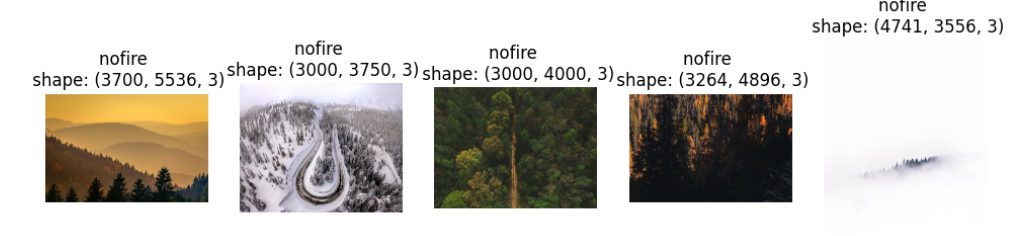 nofire
shape: (3700, 5536, 3)
nofire
shape: (3000, 3750, 3)
nofire
shape: (3000, 4000, 3)
nofire
shape: (3264, 4896, 3)
nofire
shape: (4741, 3556, 3)